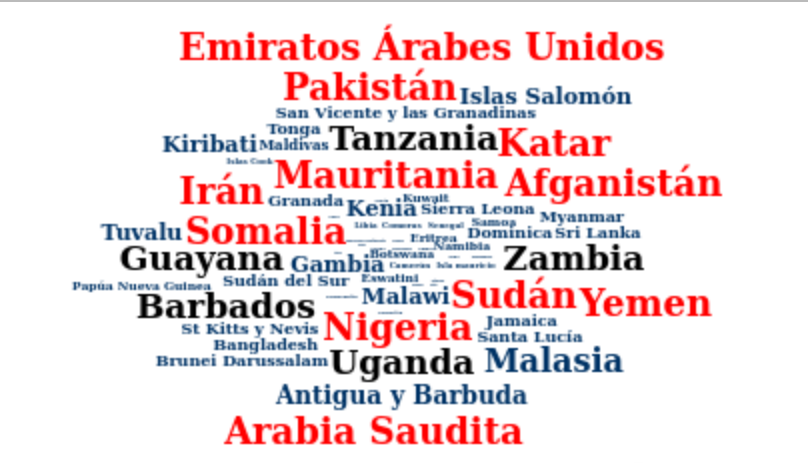 Emiratos Árabes Unidos
Pakistán Islas Salomón
San Vicente y las Granadinas
Tonga
Kiribati Maldivas Tanzania Katar
Islas Cook
Mauritania
Irán Afganistán
Granada Kuwait
Kenia Sierra Leona
Myanmar
Tuvalu Somalia Libia Comoras Senegal Samoa
Eritrea Dominica Sri Lanka
Namibia
Guayana Botswana Zambia
Gambia Camerún Isla mauricio
Papúa Nueva Guinea Sudán del Sur Eswatini
Barbados Malawi Sudán Yemen
St Kitts y Nevis Nigeria Jamaica
Santa Lucía
Bangladesh
Brunei Darussalam Uganda Malasia
Antigua y Barbuda
Arabia Saudita